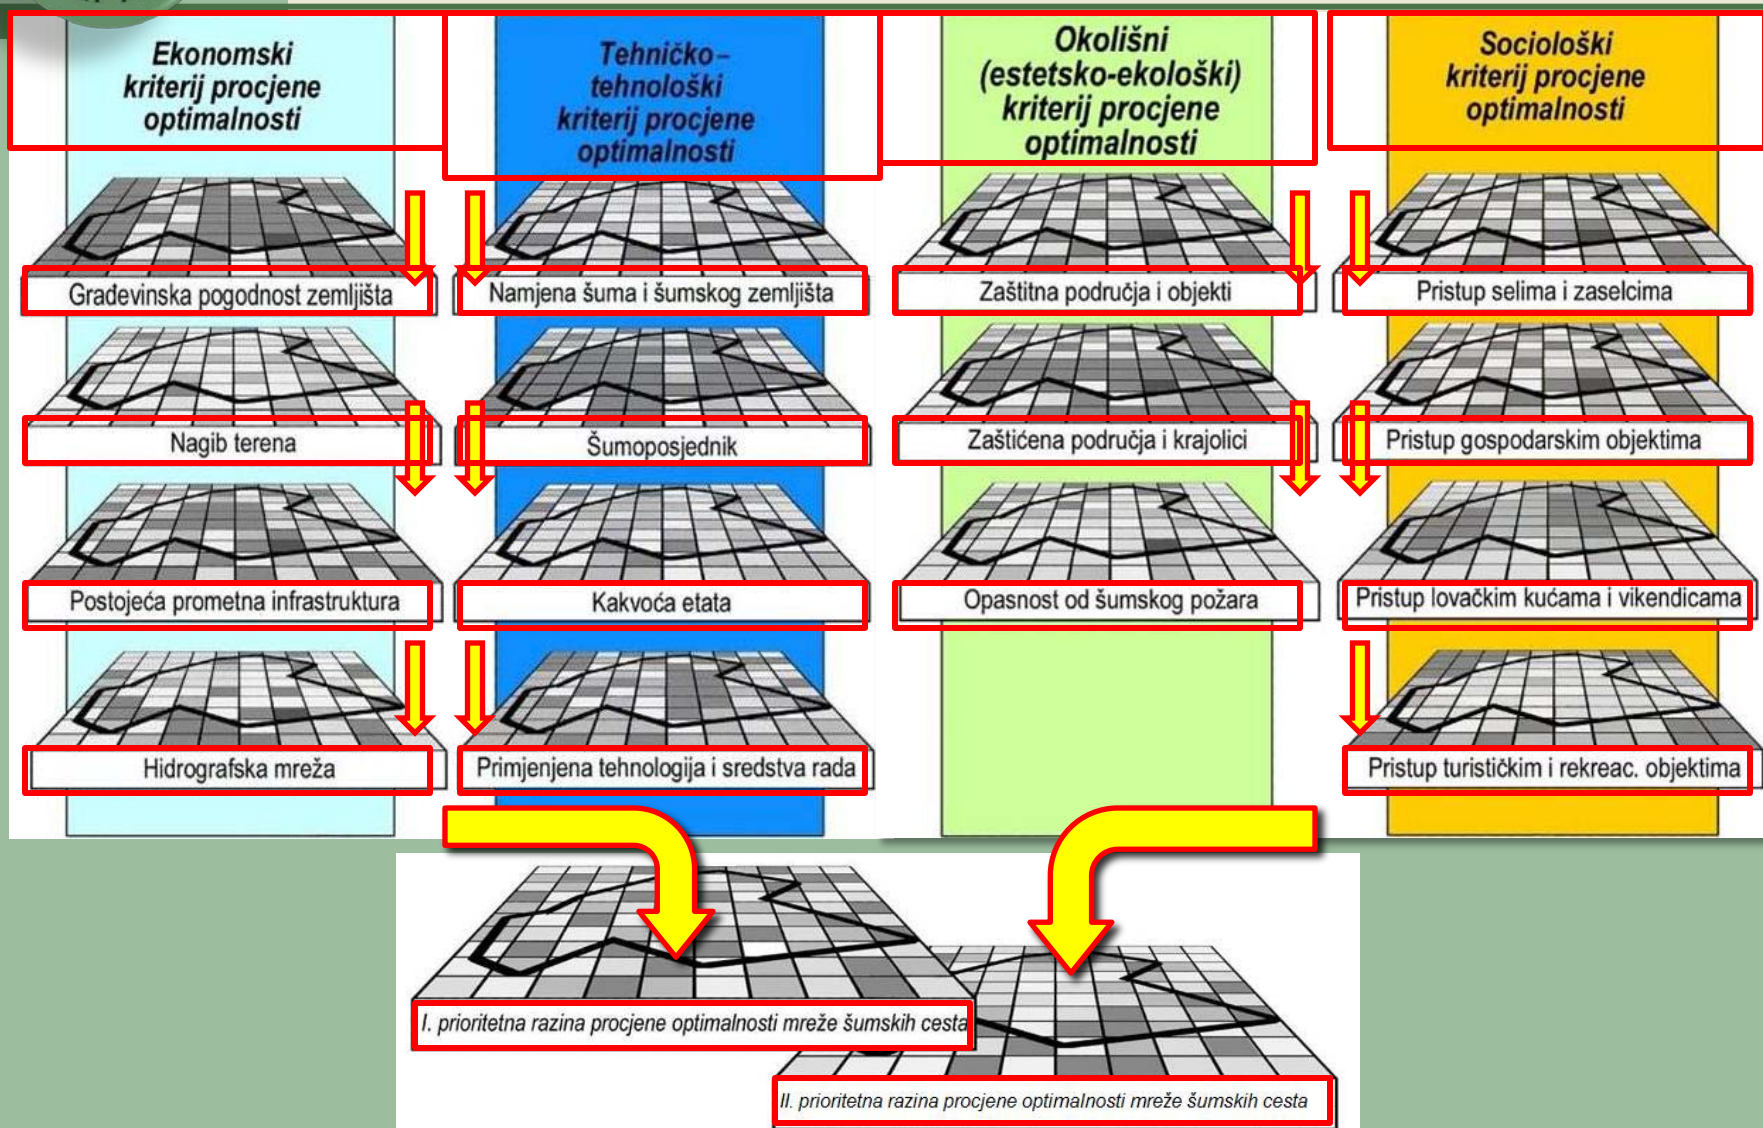 Ekonomski
kriterij procjene
optimalnosti
Tehničko–
tehnološki
kriterij procjene
optimalnosti
Okolišni
(estetsko-ekološki)
kriterij procjene
optimalnosti
Sociološki
kriterij procjene
optimalnosti
Građevinska pogodnost zemljišta
Namjena šuma i šumskog zemljišta
Zaštitna područja i objekti
Pristup selima i zaselcima
Nagib terena
Šumoposjednik
Zaštićena područja i krajolici
Pristup gospodarskim objektima
Postojeća prometna infrastruktura
Kakvoća etata
Opasnost od šumskog požara
Pristup lovačkim kućama i vikendicama
Hidrografska mreža
Primjenjena tehnologija i sredstva rada
Pristup turističkim i rekreac. objektima
I. prioritetna razina procjene optimalnosti mreže šumskih cesta
II. prioritetna razina procjene optimalnosti mreže šumskih cesta